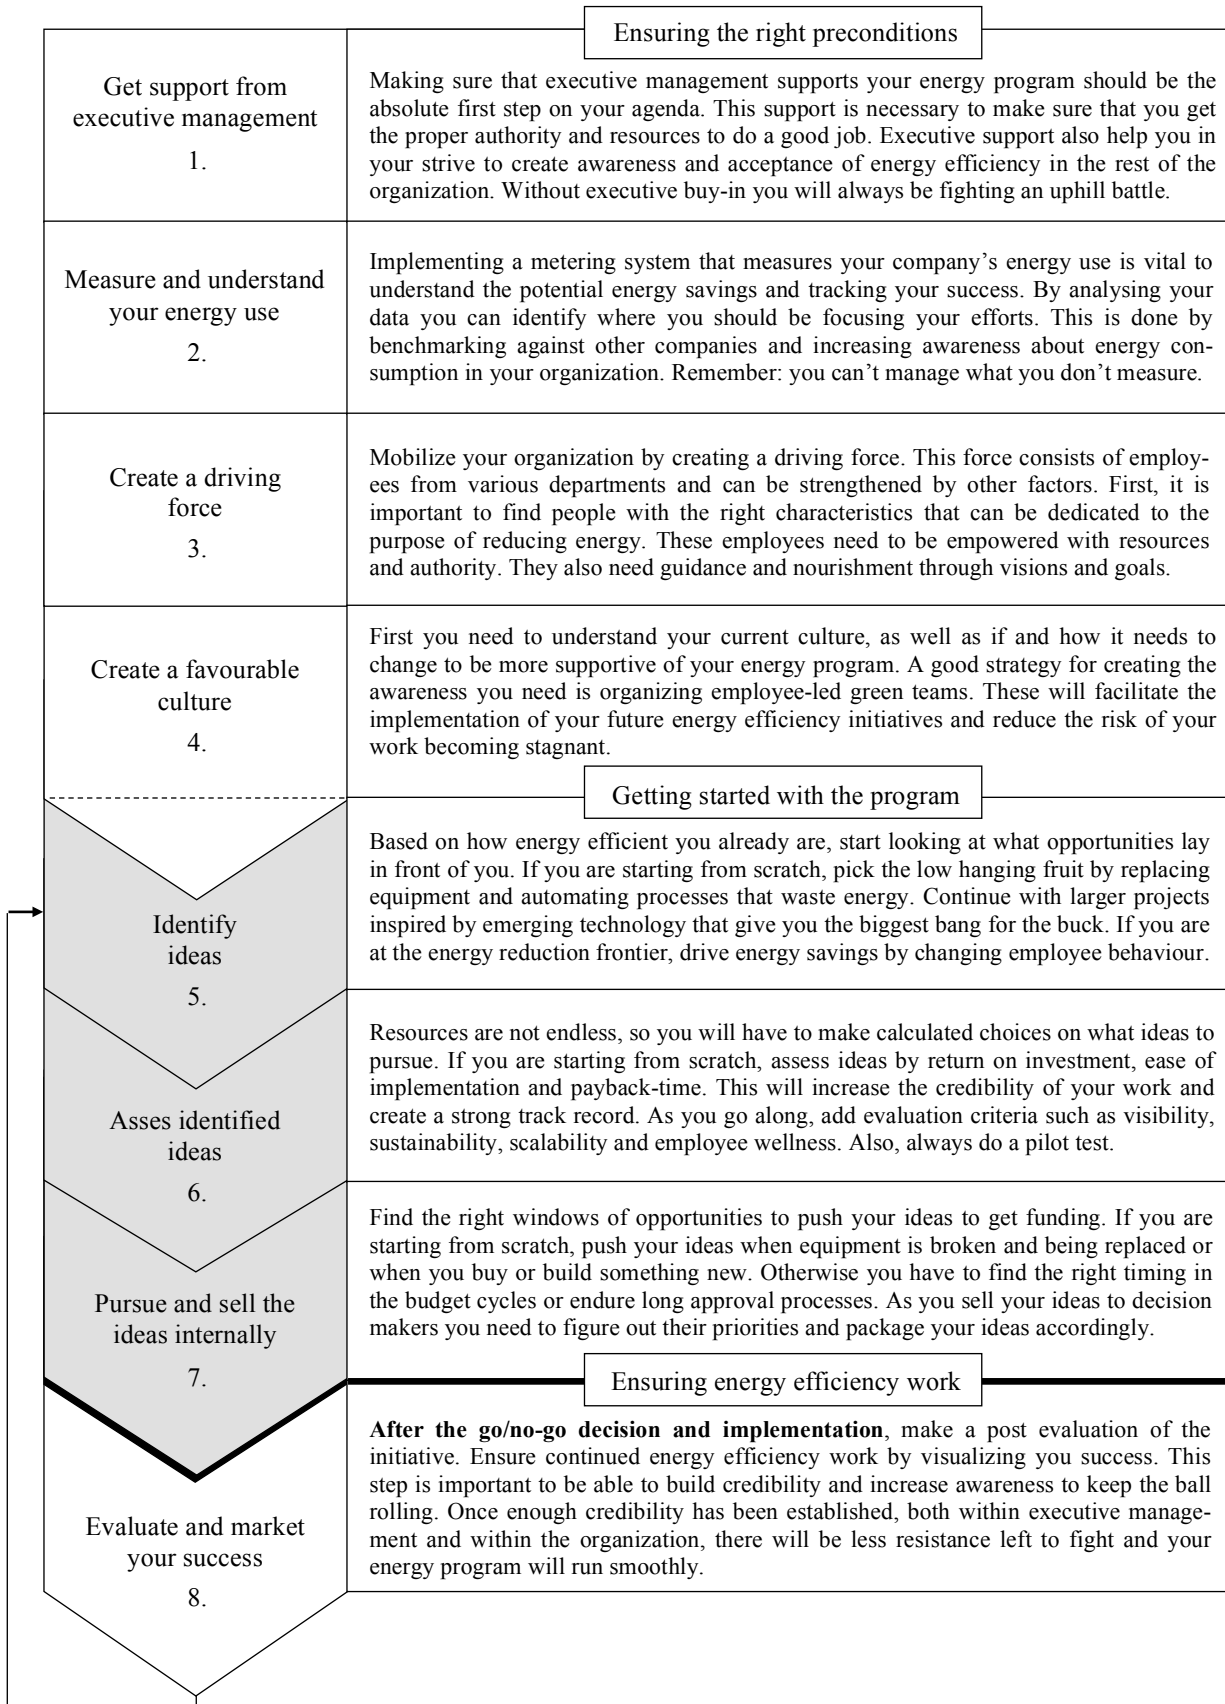 Ensuring the right preconditions
Get support from
executive management
1.
Making sure that executive management supports your energy program should be the
absolute first step on your agenda. This support is necessary to make sure that you get
the proper authority and resources to do a good job. Executive support also help you in
your strive to create awareness and acceptance of energy efficiency in the rest of the
organization. Without executive buy-in you will always be fighting an uphill battle.
Measure and understand
your energy use
2.
Implementing a metering system that measures your company’s energy use is vital to
understand the potential energy savings and tracking your success. By analysing your
data you can identify where you should be focusing your efforts. This is done by
benchmarking against other companies and increasing awareness about energy con-
sumption in your organization. Remember: you can’t manage what you don’t measure.
Create a driving
force
3.
Mobilize your organization by creating a driving force. This force consists of employ-
ees from various departments and can be strengthened by other factors. First, it is
important to find people with the right characteristics that can be dedicated to the
purpose of reducing energy. These employees need to be empowered with resources
and authority. They also need guidance and nourishment through visions and goals.
Create a favourable
culture
4.
First you need to understand your current culture, as well as if and how it needs to
change to be more supportive of your energy program. A good strategy for creating the
awareness you need is organizing employee-led green teams. These will facilitate the
implementation of your future energy efficiency initiatives and reduce the risk of your
work becoming stagnant.
Getting started with the program
Identify
ideas
5.
Based on how energy efficient you already are, start looking at what opportunities lay
in front of you. If you are starting from scratch, pick the low hanging fruit by replacing
equipment and automating processes that waste energy. Continue with larger projects
inspired by emerging technology that give you the biggest bang for the buck. If you are
at the energy reduction frontier, drive energy savings by changing employee behaviour.
Asses identified
ideas
6.
Resources are not endless, so you will have to make calculated choices on what ideas to
pursue. If you are starting from scratch, assess ideas by return on investment, ease of
implementation and payback-time. This will increase the credibility of your work and
create a strong track record. As you go along, add evaluation criteria such as visibility,
sustainability, scalability and employee wellness. Also, always do a pilot test.
Pursue and sell the
ideas internally
7.
Find the right windows of opportunities to push your ideas to get funding. If you are
starting from scratch, push your ideas when equipment is broken and being replaced or
when you buy or build something new. Otherwise you have to find the right timing in
the budget cycles or endure long approval processes. As you sell your ideas to decision
makers you need to figure out their priorities and package your ideas accordingly.
Ensuring energy efficiency work
Evaluate and market
your success
8.
After the go/no-go decision and implementation, make a post evaluation of the
initiative. Ensure continued energy efficiency work by visualizing you success. This
step is important to be able to build credibility and increase awareness to keep the ball
rolling. Once enough credibility has been established, both within executive manage-
ment and within the organization, there will be less resistance left to fight and your
energy program will run smoothly.